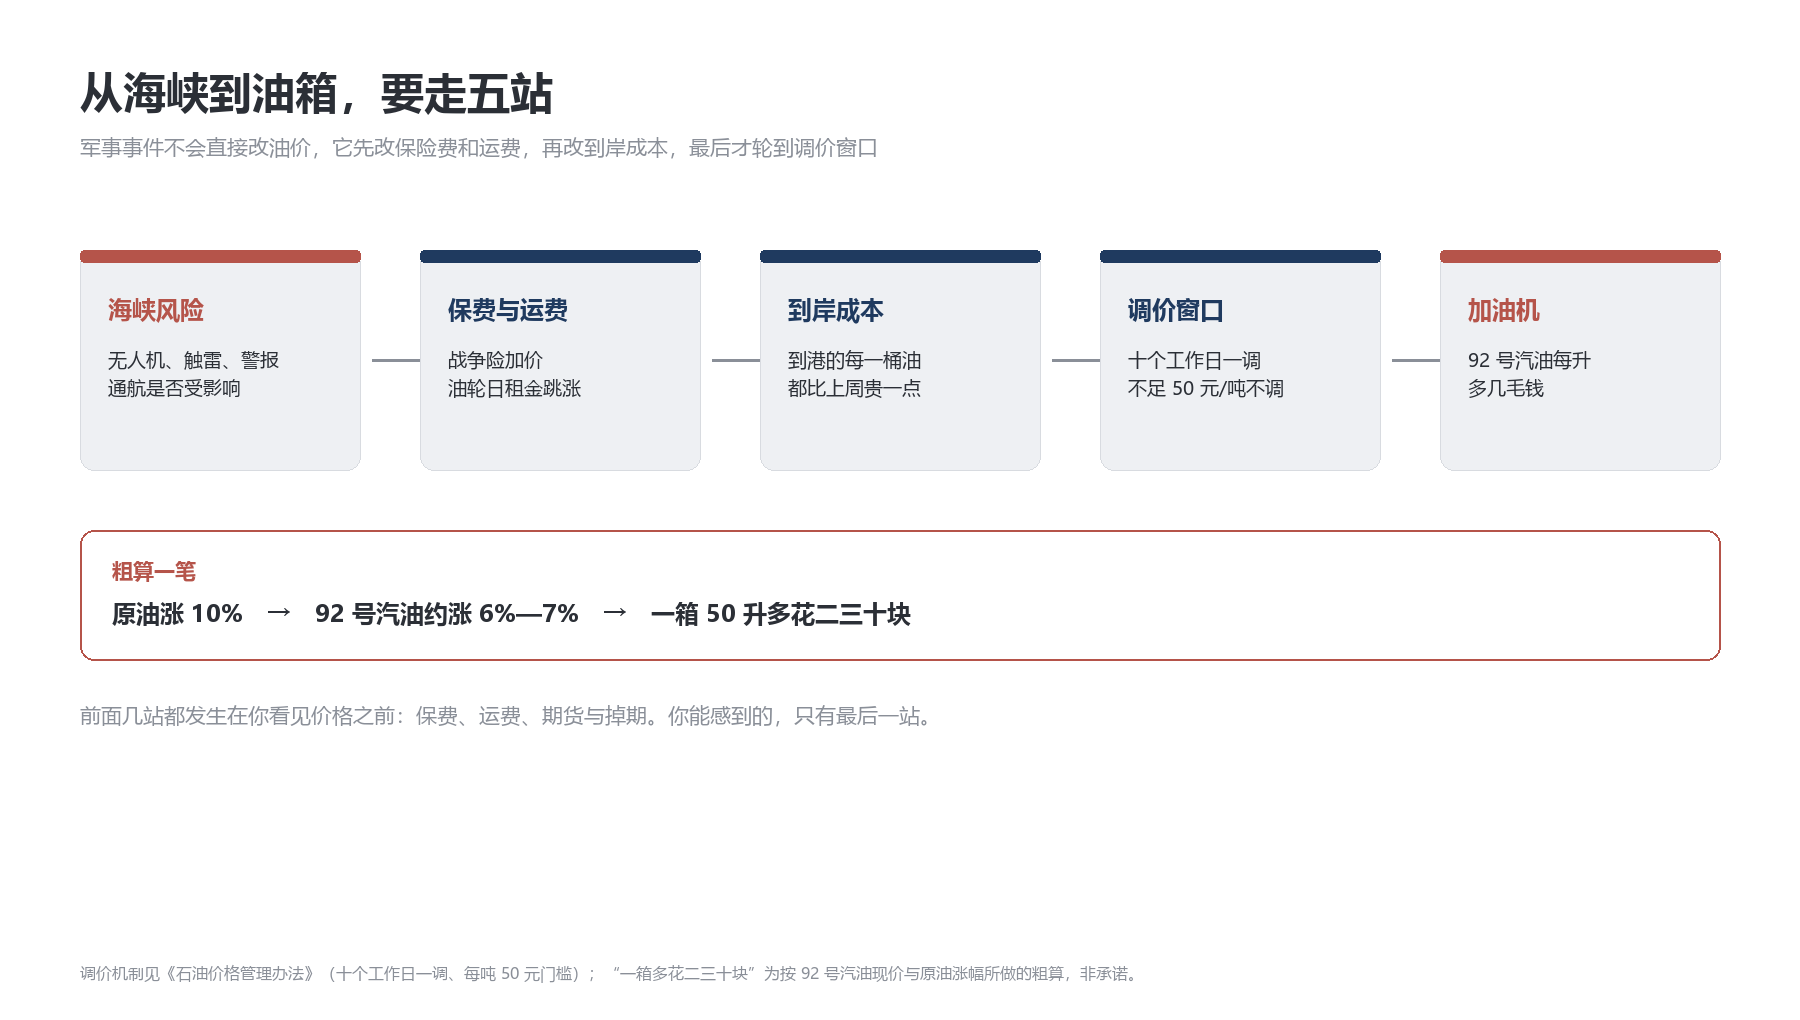 从海峡到油箱，要走五站
军事事件不会直接改油价，它先改保险费和运费，再改到岸成本，最后才轮到调价窗口
海峡风险
无人机、触雷、警报
通航是否受影响
保费与运费
战争险加价
油轮日租金跳涨
到岸成本
到港的每一桶油
都比上周贵一点
调价窗口
十个工作日一调
不足 50 元/吨不调
加油机
92 号汽油每升
多几毛钱
粗算一笔
原油涨 10% → 92 号汽油约涨 6%—7% → 一箱 50 升多花二三十块
前面几站都发生在你看见价格之前：保费、运费、期货与掉期。你能感到的，只有最后一站。
调价机制见《石油价格管理办法》（十个工作日一调、每吨 50 元门槛）；“一箱多花二三十块”为按 92 号汽油现价与原油涨幅所做的粗算，非承诺。